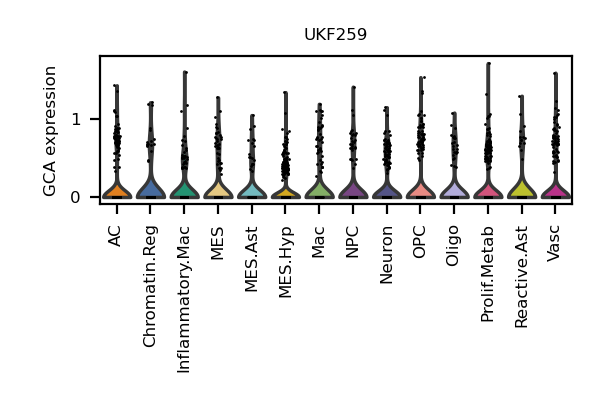 UKF259
GCA expression
1
0
AC
Chromatin.Reg
Inflammatory.Mac
MES
MES.Ast
MES.Hyp
Mac
NPC
Neuron
OPC
Oligo
Prolif.Metab
Reactive.Ast
Vasc